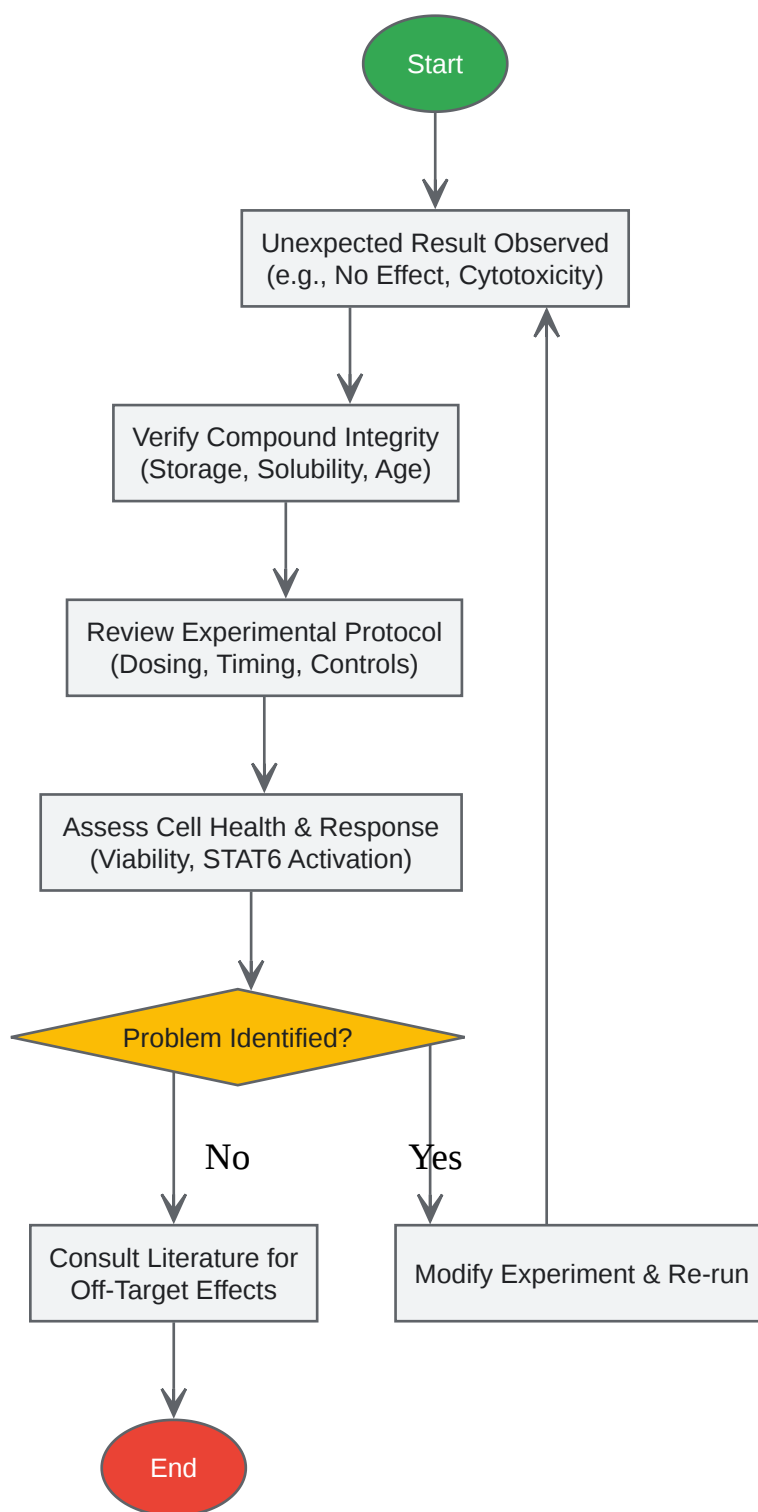 Start
Unexpected Result Observed
(e.g., No Effect, Cytotoxicity)
Verify Compound Integrity
(Storage, Solubility, Age)
Review Experimental Protocol
(Dosing, Timing, Controls)
Assess Cell Health & Response
(Viability, STAT6 Activation)
Problem Identified?
No
Yes
Consult Literature for
Off-Target Effects
Modify Experiment & Re-run
End